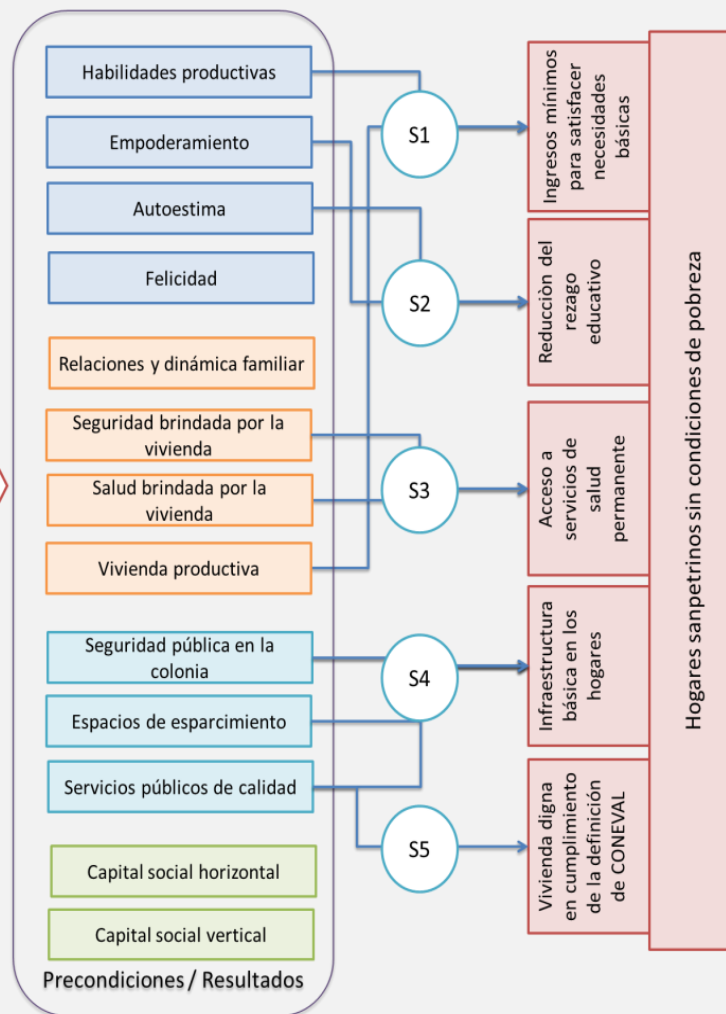 Habilidades productivas
Empoderamiento
Autoestima
Felicidad
Relaciones y dinámica familiar
Seguridad brindada por la
vivienda
Salud brindada por la
vivienda
Vivienda productiva
Seguridad pública en la
colonia
Espacios de esparcimiento
Servicios públicos de calidad
Capital social horizontal
Capital social vertical
Precondiciones / Resultados
S1
S2
S3
S4
S5
Ingresos mínimos
para satisfacer
necesidades
básicas
Reducciòn del
rezago educativo
Acceso a
servicios de
salud
permanente
Infraestructura
básica en los
hogares
Vivienda digna
en cumplimiento
de la definición
de CONEVAL
Hogares sanpetrinos sin condiciones de pobreza